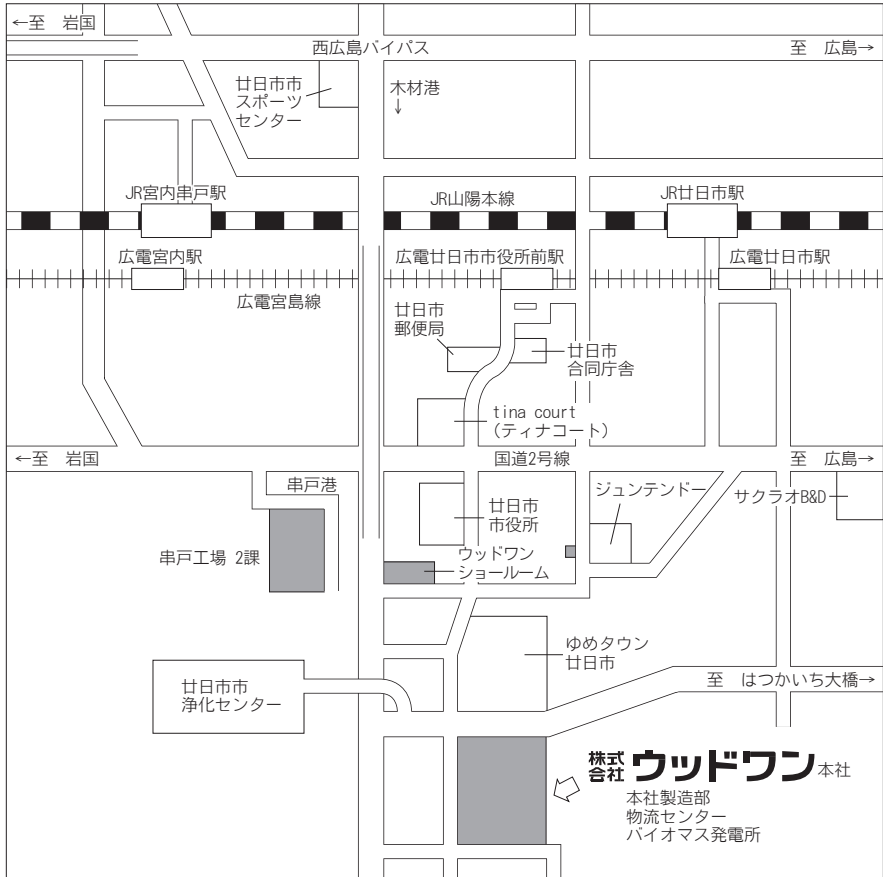 ←至 岩国
西広島バイパス
至 広島→
廿日市市
スポーツ
センター
木材港
↓
JR宮内串戸駅
JR山陽本線
JR廿日市駅
広電宮内駅
広電廿日市市役所前駅
広電廿日市駅
広電宮島線
廿日市
郵便局
廿日市
合同庁舎
tina court
(ティナコート)
←至 岩国
国道2号線
至 広島→
串戸港
廿日市
市役所
ジュンテンドー
サクラオB&D
串戸工場 2課
ウッドワン
ショールーム
ゆめタウン
廿日市
廿日市市
浄化センター
至 はつかいち大橋→
株式会社 ウッドワン 本社
本社製造部
物流センター
バイオマス発電所